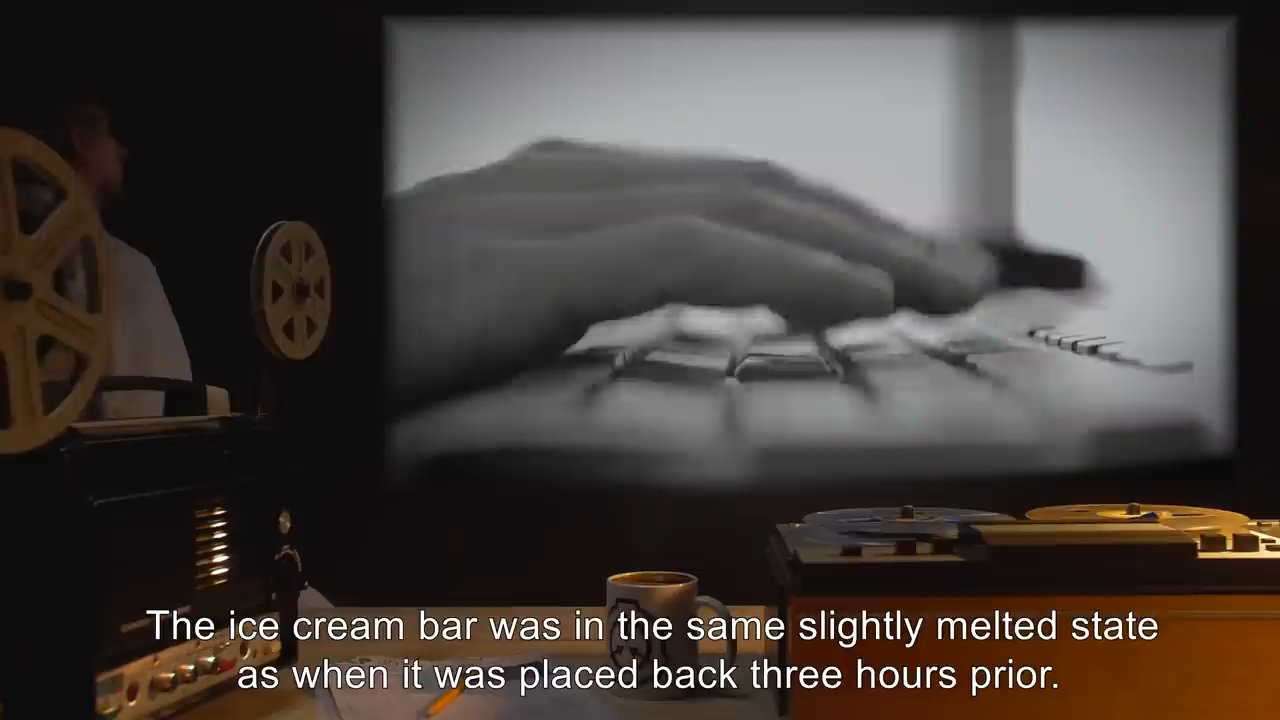 The ice cream bar was in the same slightly melted state
as when it was placed back three hours prior.